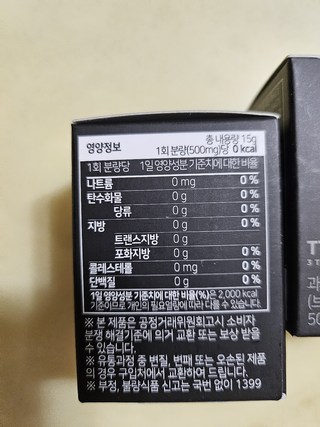 영양정보
총 내용량 15g
1회 분량(500mg)당 0 kcal
1회 분량당 1일 영양성분 기준치에 대한 비율
나트륨 0 mg 0 %
탄수화물 0 g 0 %
당류 0 g 0 %
지방 0 g 0 %
트랜스지방 0 g
포화지방 0 g 0 %
콜레스테롤 0 mg 0 %
단백질 0 g 0 %
1일 영양성분 기준치에 대한 비율(%)은 2,000 kcal
기준이므로 개인의 필요열량에 따라 다를 수 있습니다.
※ 본 제품은 공정거래위원회고시 소비자
분쟁 해결기준에 의거 교환 또는 보상 받을
수 있습니다.
※ 유통과정 중 변질, 변패 또는 오손된 제품
의 경우 구입처에서 교환하여 드립니다.
※ 부정, 불량식품 신고는 국번 없이 1399